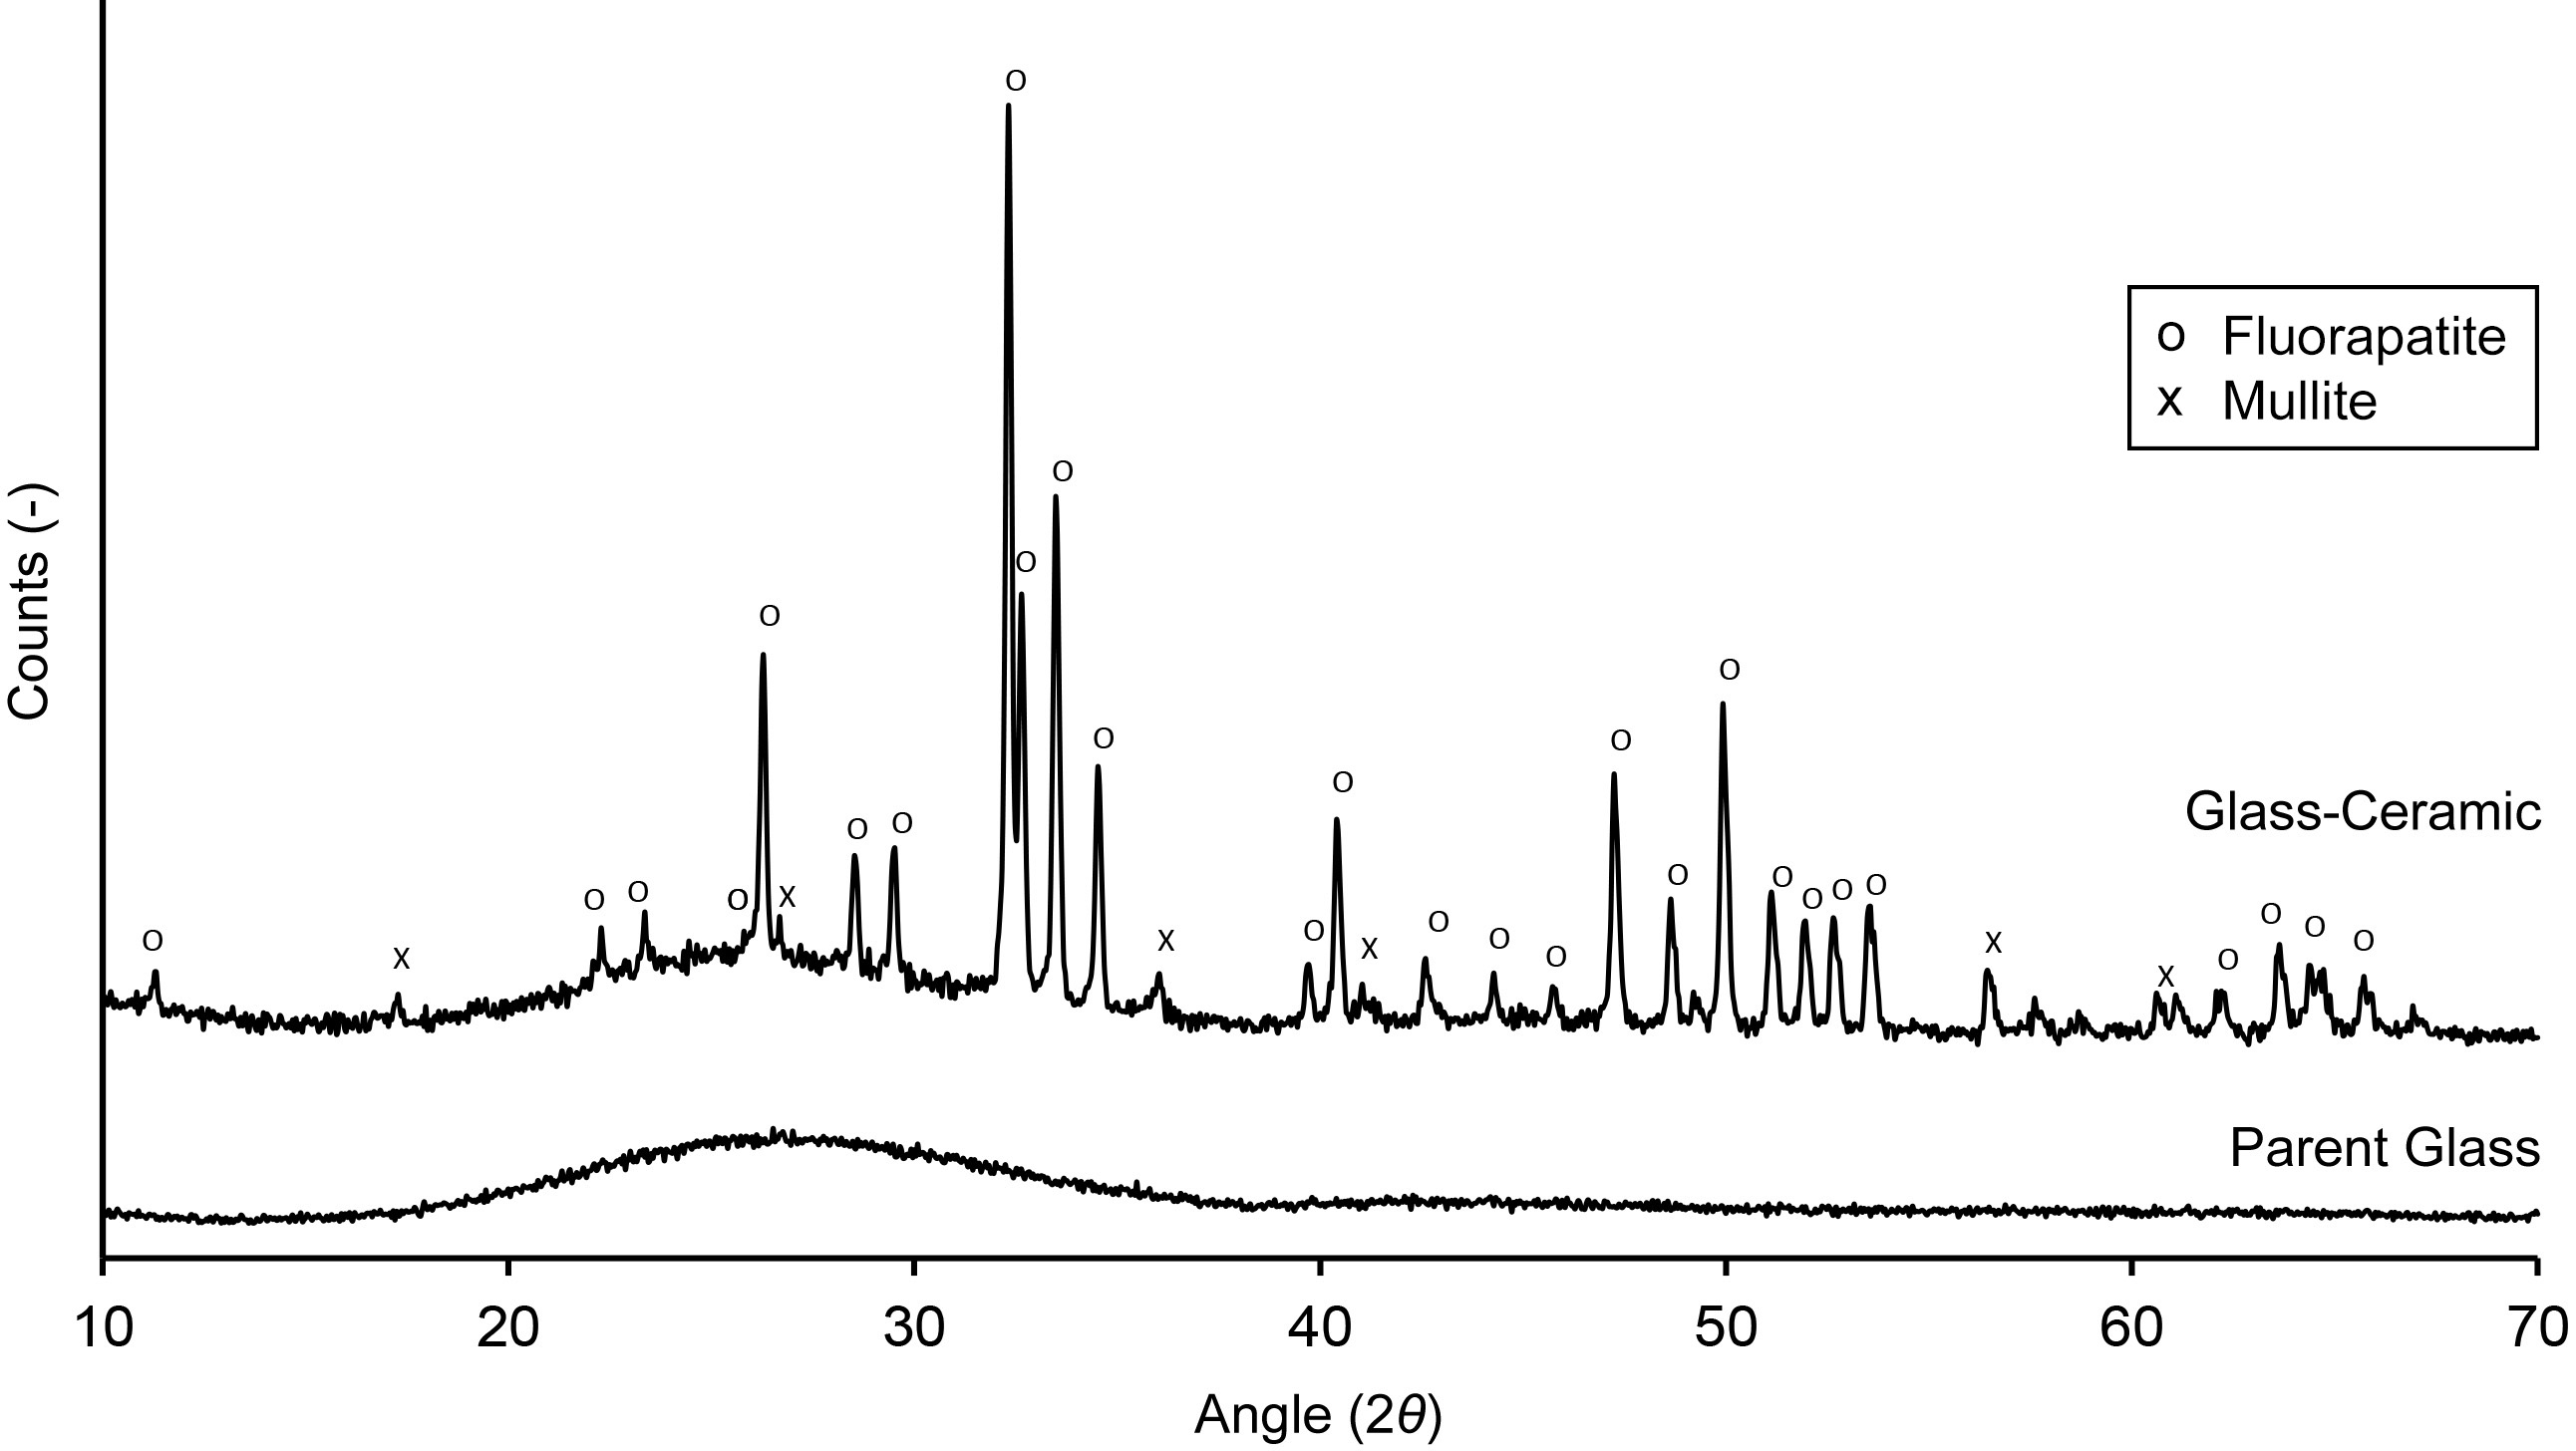 Counts (-)
o Fluorapatite
x Mullite
Glass-Ceramic
Parent Glass
o
o
o
o
o
o
o
o
o
o
x
o
o
o
x
o
x
o
x
o
o
o
o
o
o
o
o
o
o
o
x
x
o
o
o
o
10 20 30 40 50 60 70
Angle (2θ)